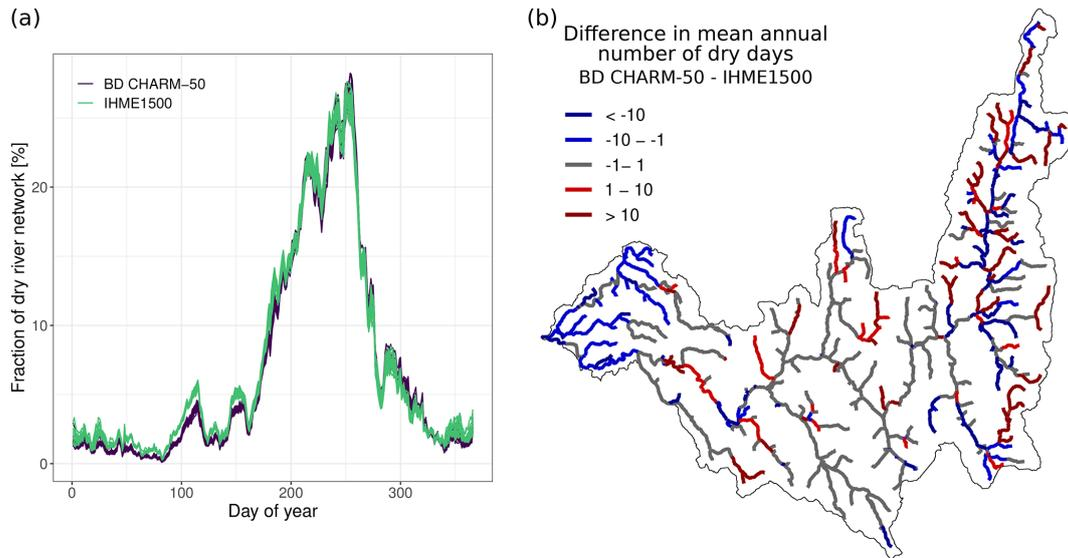 (a)
BD CHARM−50
IHME1500
Fraction of dry river network [%]
20
10
0
0 100 200 300
Day of year
(b)
Difference in mean annual
number of dry days
BD CHARM-50 - IHME1500
< -10
-10 – -1
-1– 1
1 – 10
> 10